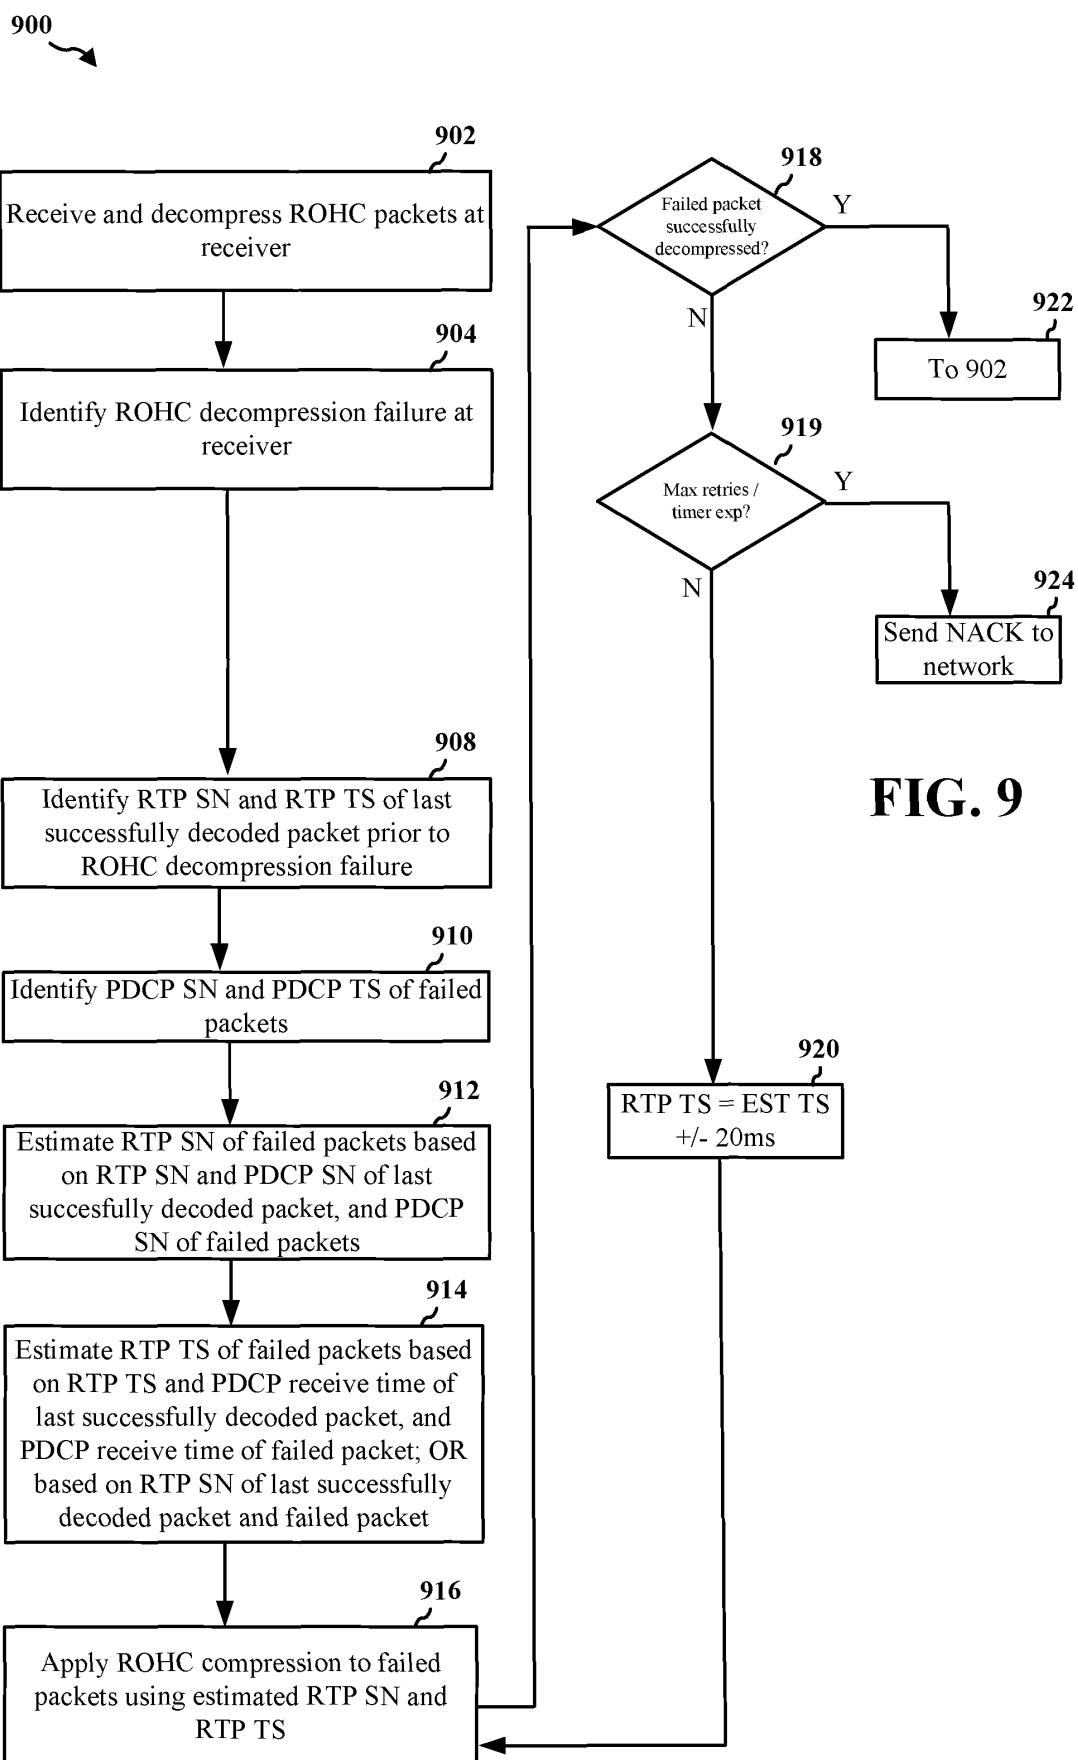 900
902
Receive and decompress ROHC packets at
receiver
904
Identify ROHC decompression failure at
receiver
908
Identify RTP SN and RTP TS of last
successfully decoded packet prior to
ROHC decompression failure
910
Identify PDCP SN and PDCP TS of failed
packets
912
Estimate RTP SN of failed packets based
on RTP SN and PDCP SN of last
succesfully decoded packet, and PDCP
SN of failed packets
914
Estimate RTP TS of failed packets based
on RTP TS and PDCP receive time of
last successfully decoded packet, and
PDCP receive time of failed packet; OR
based on RTP SN of last successfully
decoded packet and failed packet
916
Apply ROHC compression to failed
packets using estimated RTP SN and
RTP TS
918
Failed packet
successfully
decompressed?
Y
N
922
To 902
919
Max retries /
timer exp?
Y
N
924
Send NACK to
network
920
RTP TS = EST TS
+/- 20ms
FIG. 9